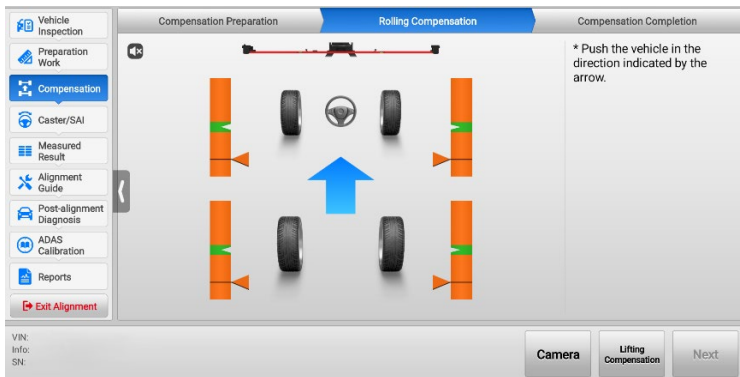 Vehicle
Inspection
Preparation
Work
Compensation
Caster/SAI
Measured
Result
Alignment
Guide
Post-alignment
Diagnosis
ADAS
Calibration
Reports
Exit Alignment
Compensation Preparation
Rolling Compensation
Compensation Completion
* Push the vehicle in the
direction indicated by the
arrow.
VIN:
Info:
SN:
Camera
Lifting
Compensation
Next